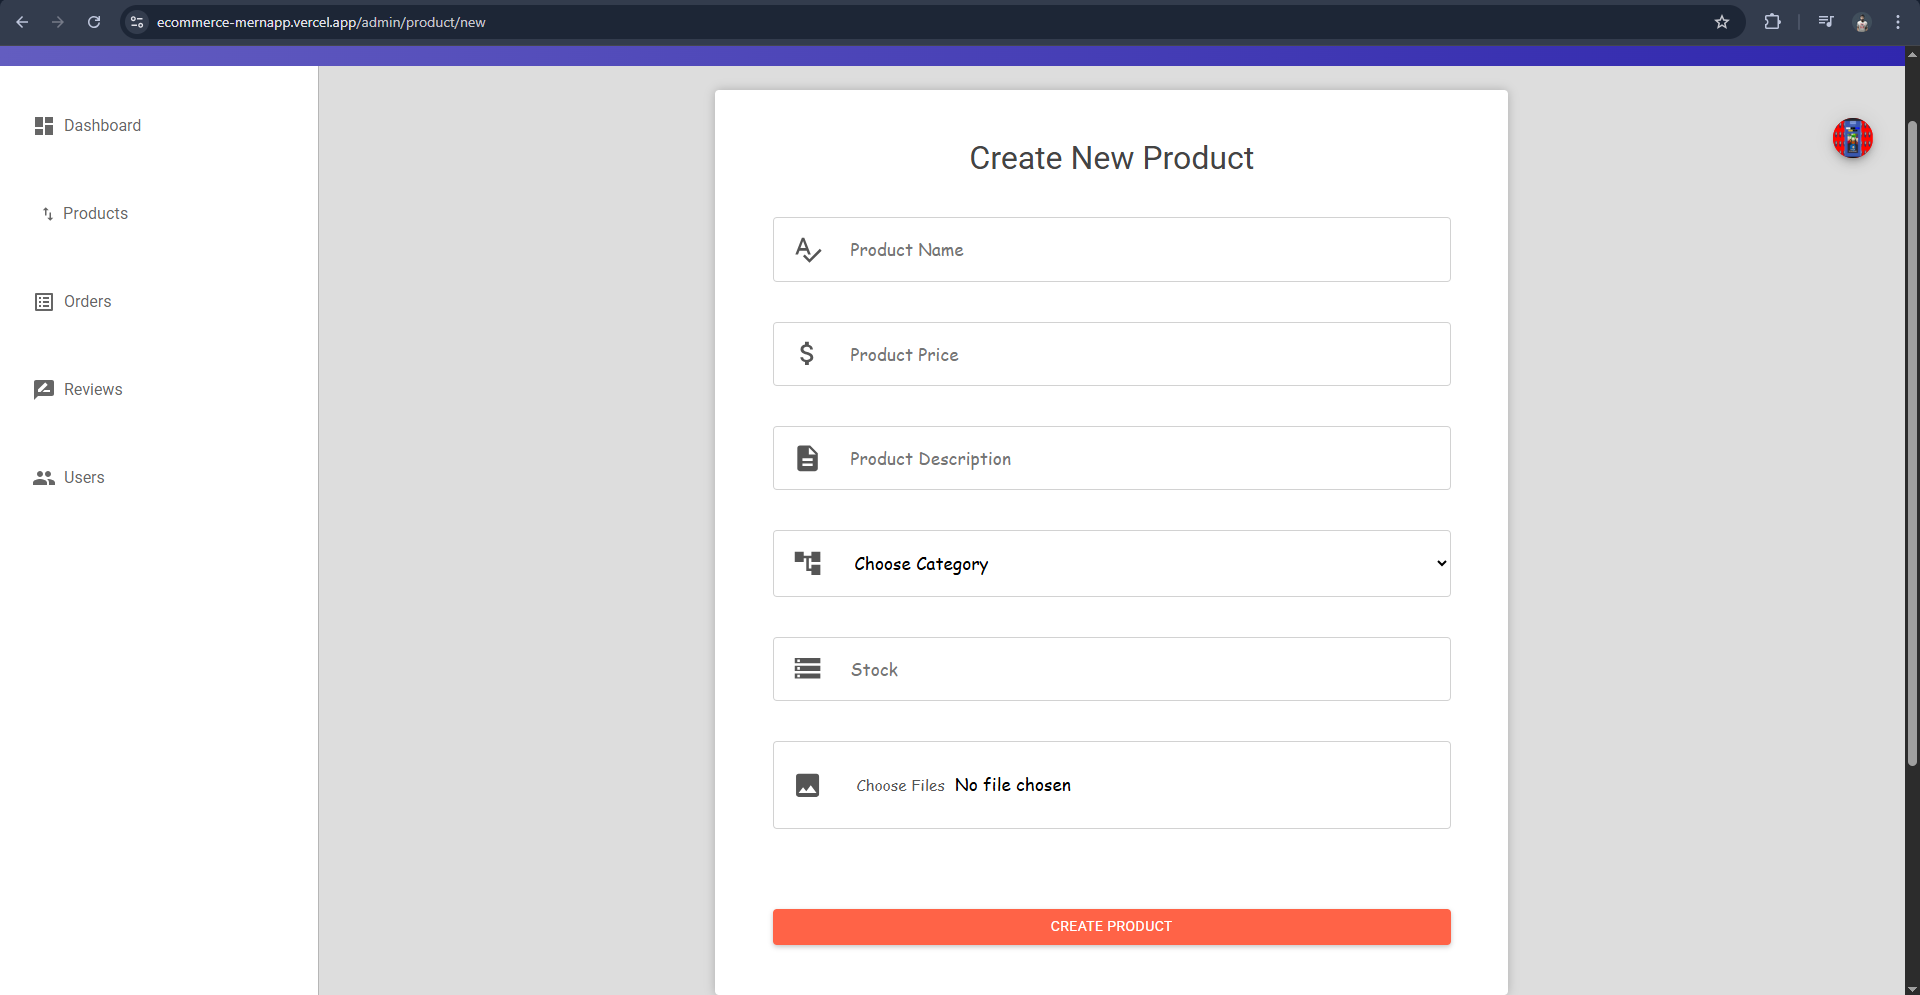 ecommerce-mernapp.vercel.app/admin/product/new
Dashboard
Products
Orders
Reviews
Users
Create New Product
Product Name
Product Price
Product Description
Choose Category
Stock
Choose Files No file chosen
CREATE PRODUCT